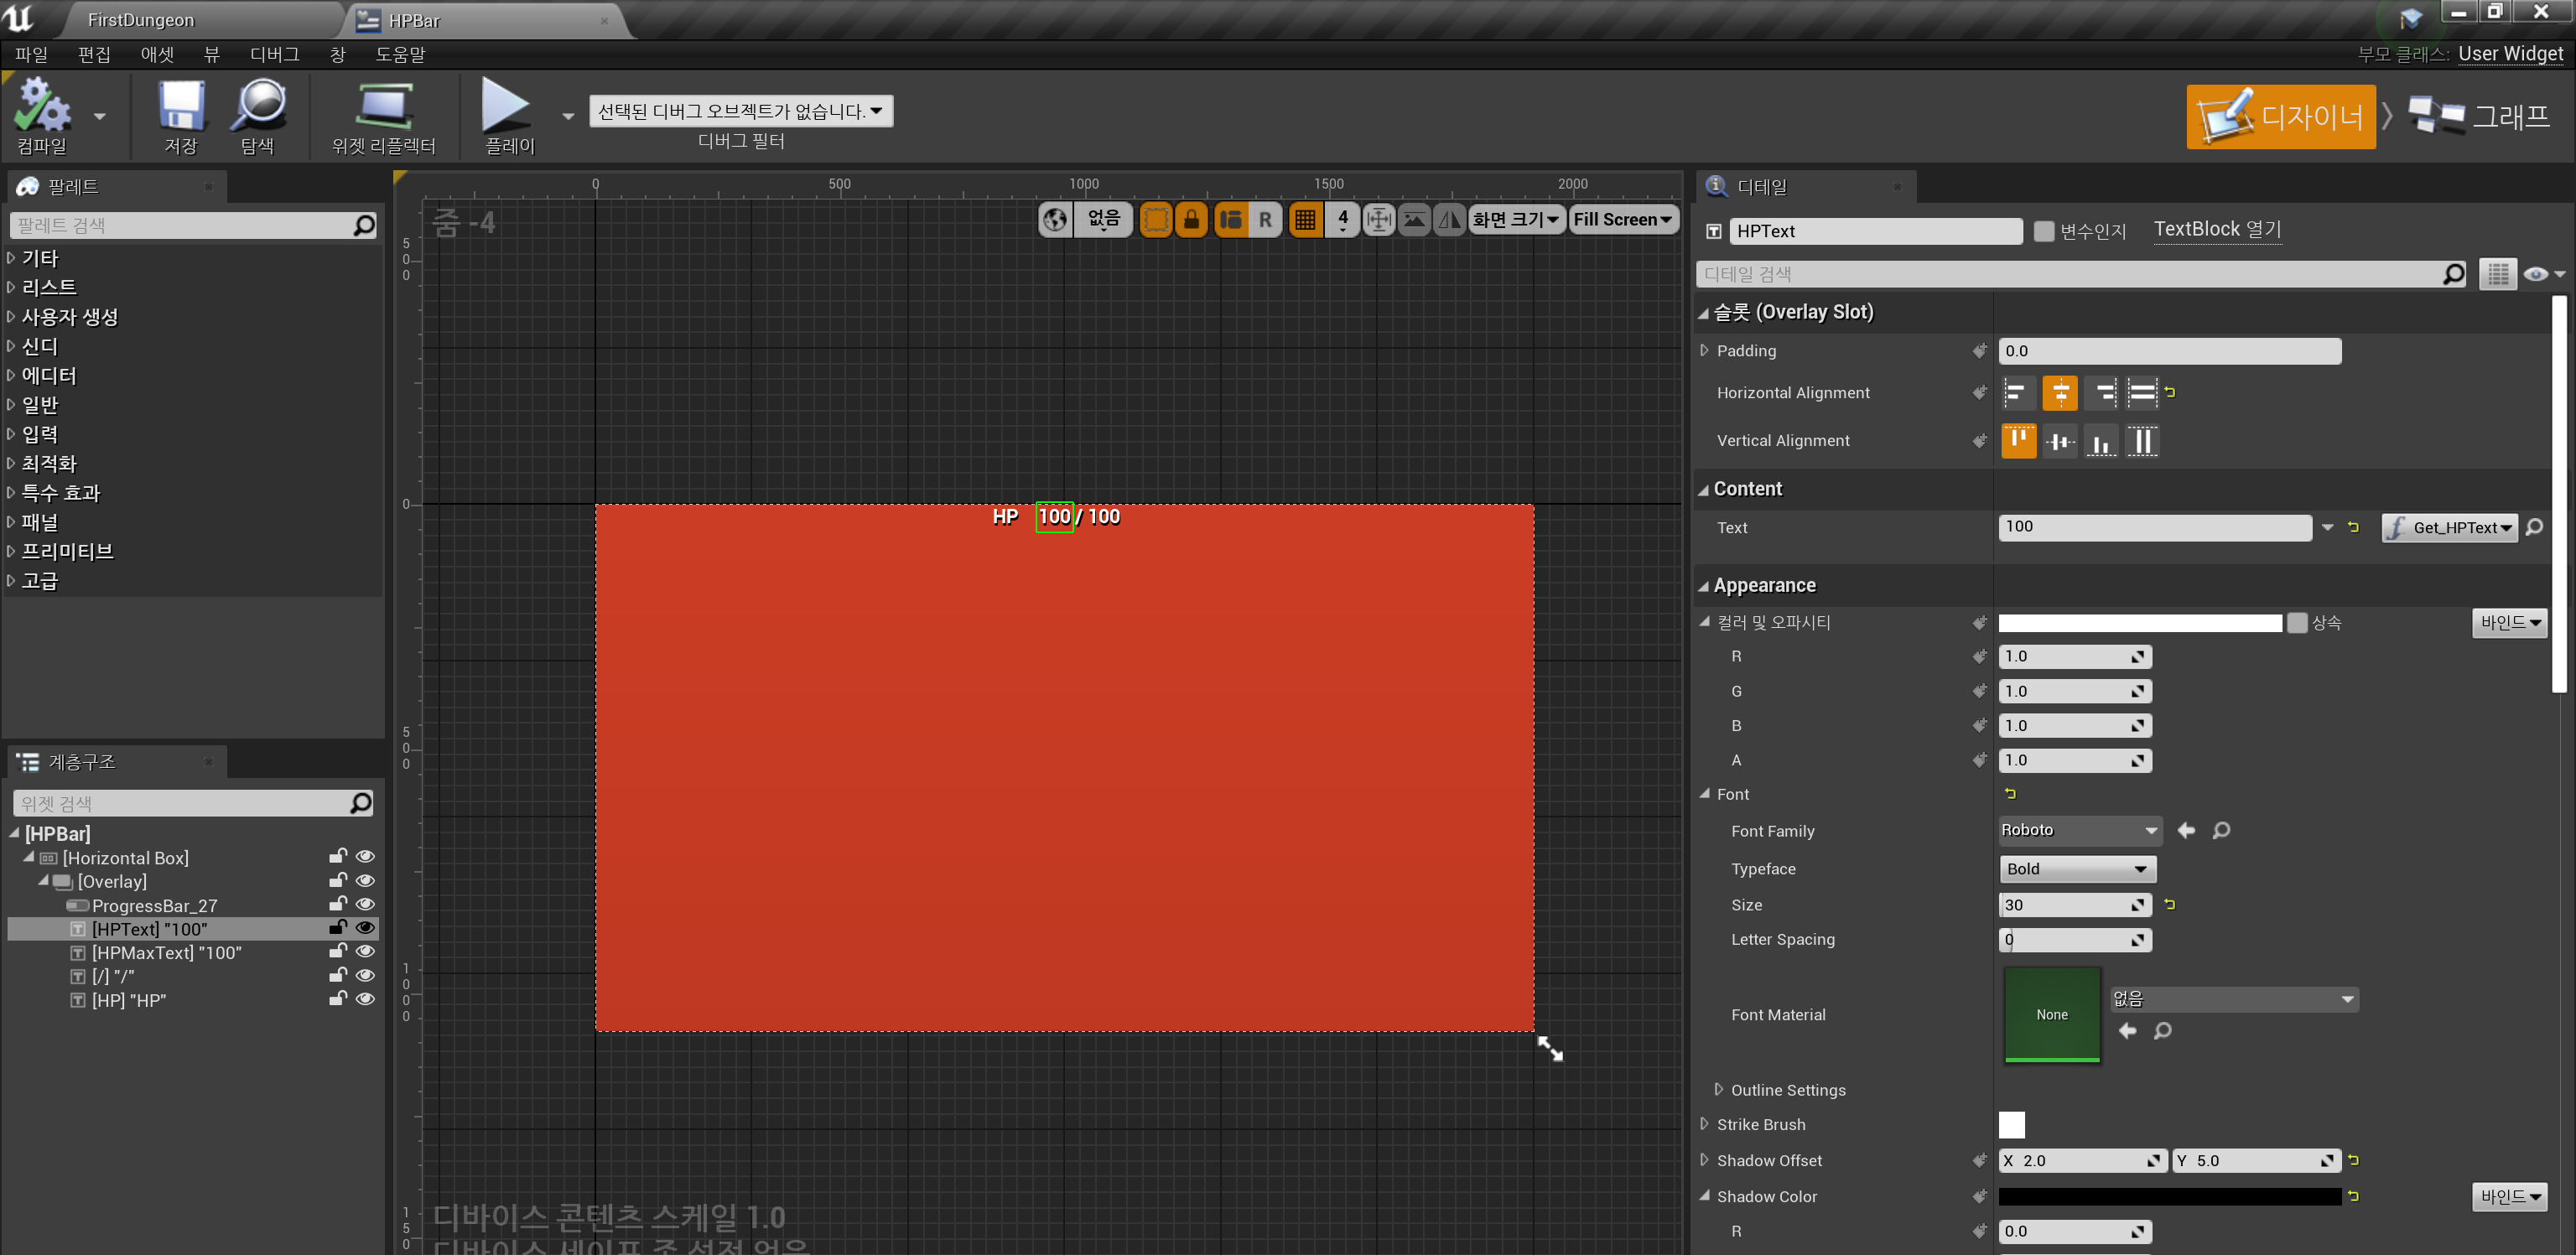 FirstDungeon
HPBar
파일 편집 애셋 뷰 디버그 창 도움말
부모 클래스: User Widget
컴파일
저장
탐색
위젯 리플렉터
플레이
선택된 디버그 오브젝트가 없습니다.
디버그 필터
디자이너
그래프
팔레트
팔레트 검색
기타
리스트
사용자 생성
신디
에디터
일반
입력
최적화
특수 효과
패널
프리미티브
고급
계층구조
위젯 검색
[HPBar]
[Horizontal Box]
[Overlay]
ProgressBar_27
[HPText] "100"
[HPMaxText] "100"
[/] "/"
[HP] "HP"
0 500 1000 1500 2000
줌 -4
없음 R 4 화면 크기 Fill Screen
500
0
500
1000
150
HP 100 / 100
디바이스 콘텐츠 스케일 1.0
디바이스 세이프 존 설정 없음
디테일
HPText 변수인지 TextBlock 열기
디테일 검색
슬롯 (Overlay Slot)
Padding 0.0
Horizontal Alignment
Vertical Alignment
Content
Text 100 Get_HPText
Appearance
컬러 및 오파시티 상속 바인드
R 1.0
G 1.0
B 1.0
A 1.0
Font
Font Family Roboto
Typeface Bold
Size 30
Letter Spacing 0
Font Material None 없음
Outline Settings
Strike Brush
Shadow Offset X 2.0 Y 5.0
Shadow Color 바인드
R 0.0